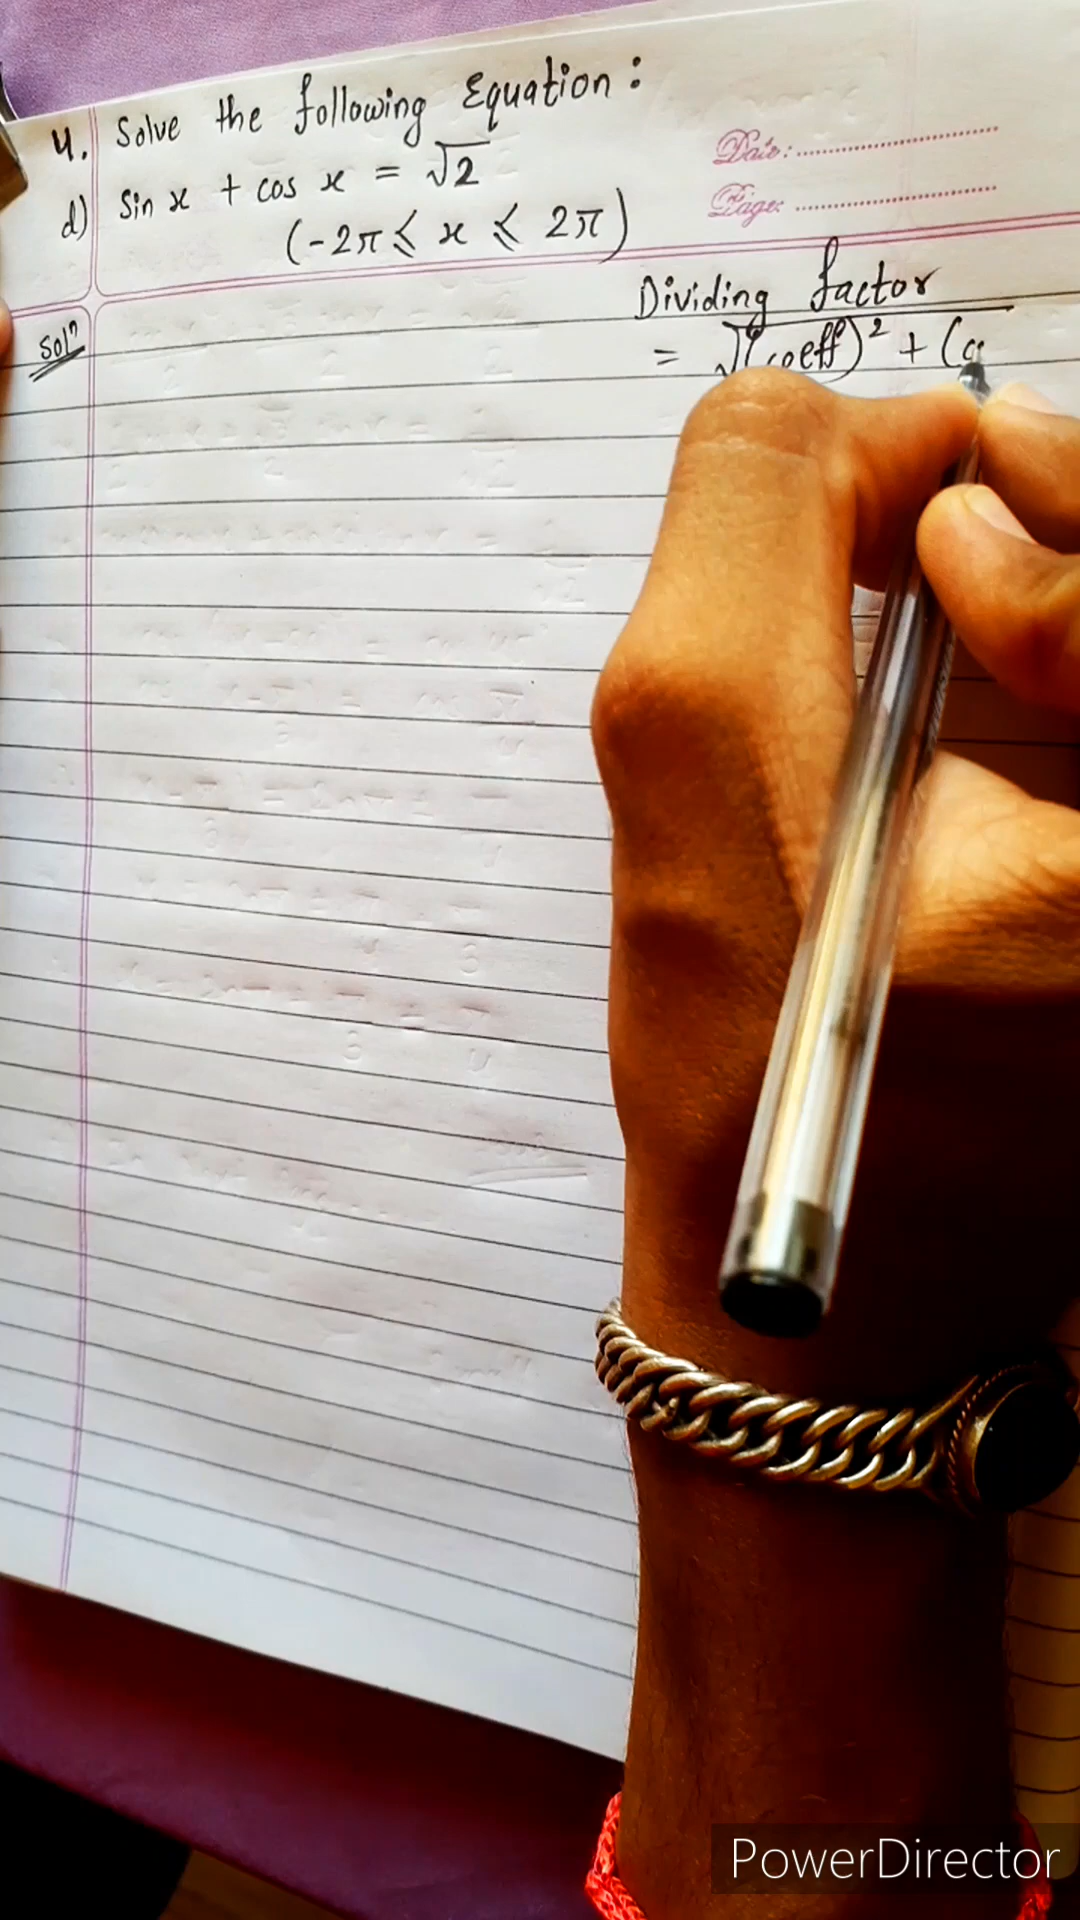 4. Solve the following Equation :
d) Sin x + cos x = √2
(-2π ⩽ x ⩽ 2π)
Date: ........................
Page: ........................
Solⁿ
Dividing factor
= √(coeff)² + (c
PowerDirector